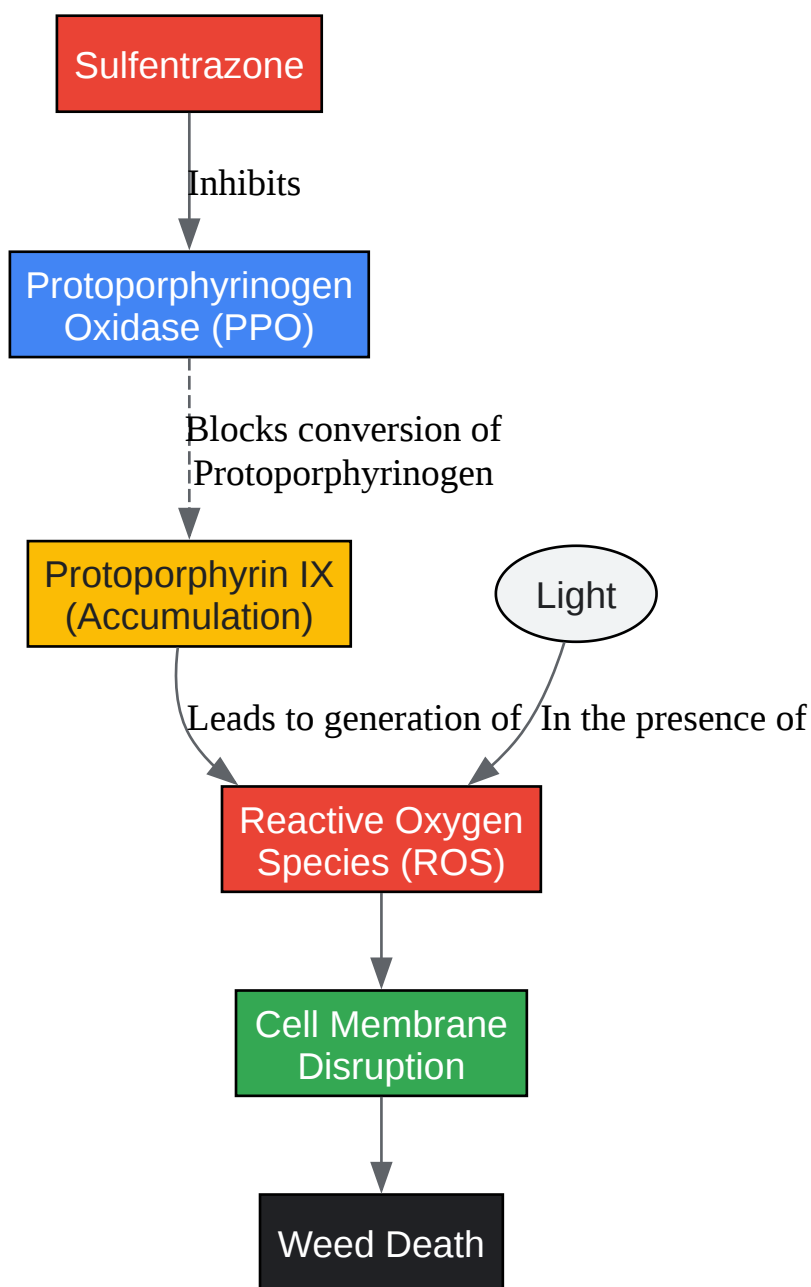 Sulfentrazone
Inhibits
Protoporphyrinogen
Oxidase (PPO)
Blocks conversion of
Protoporphyrinogen
Protoporphyrin IX
(Accumulation)
Light
Leads to generation of
In the presence of
Reactive Oxygen
Species (ROS)
Cell Membrane
Disruption
Weed Death